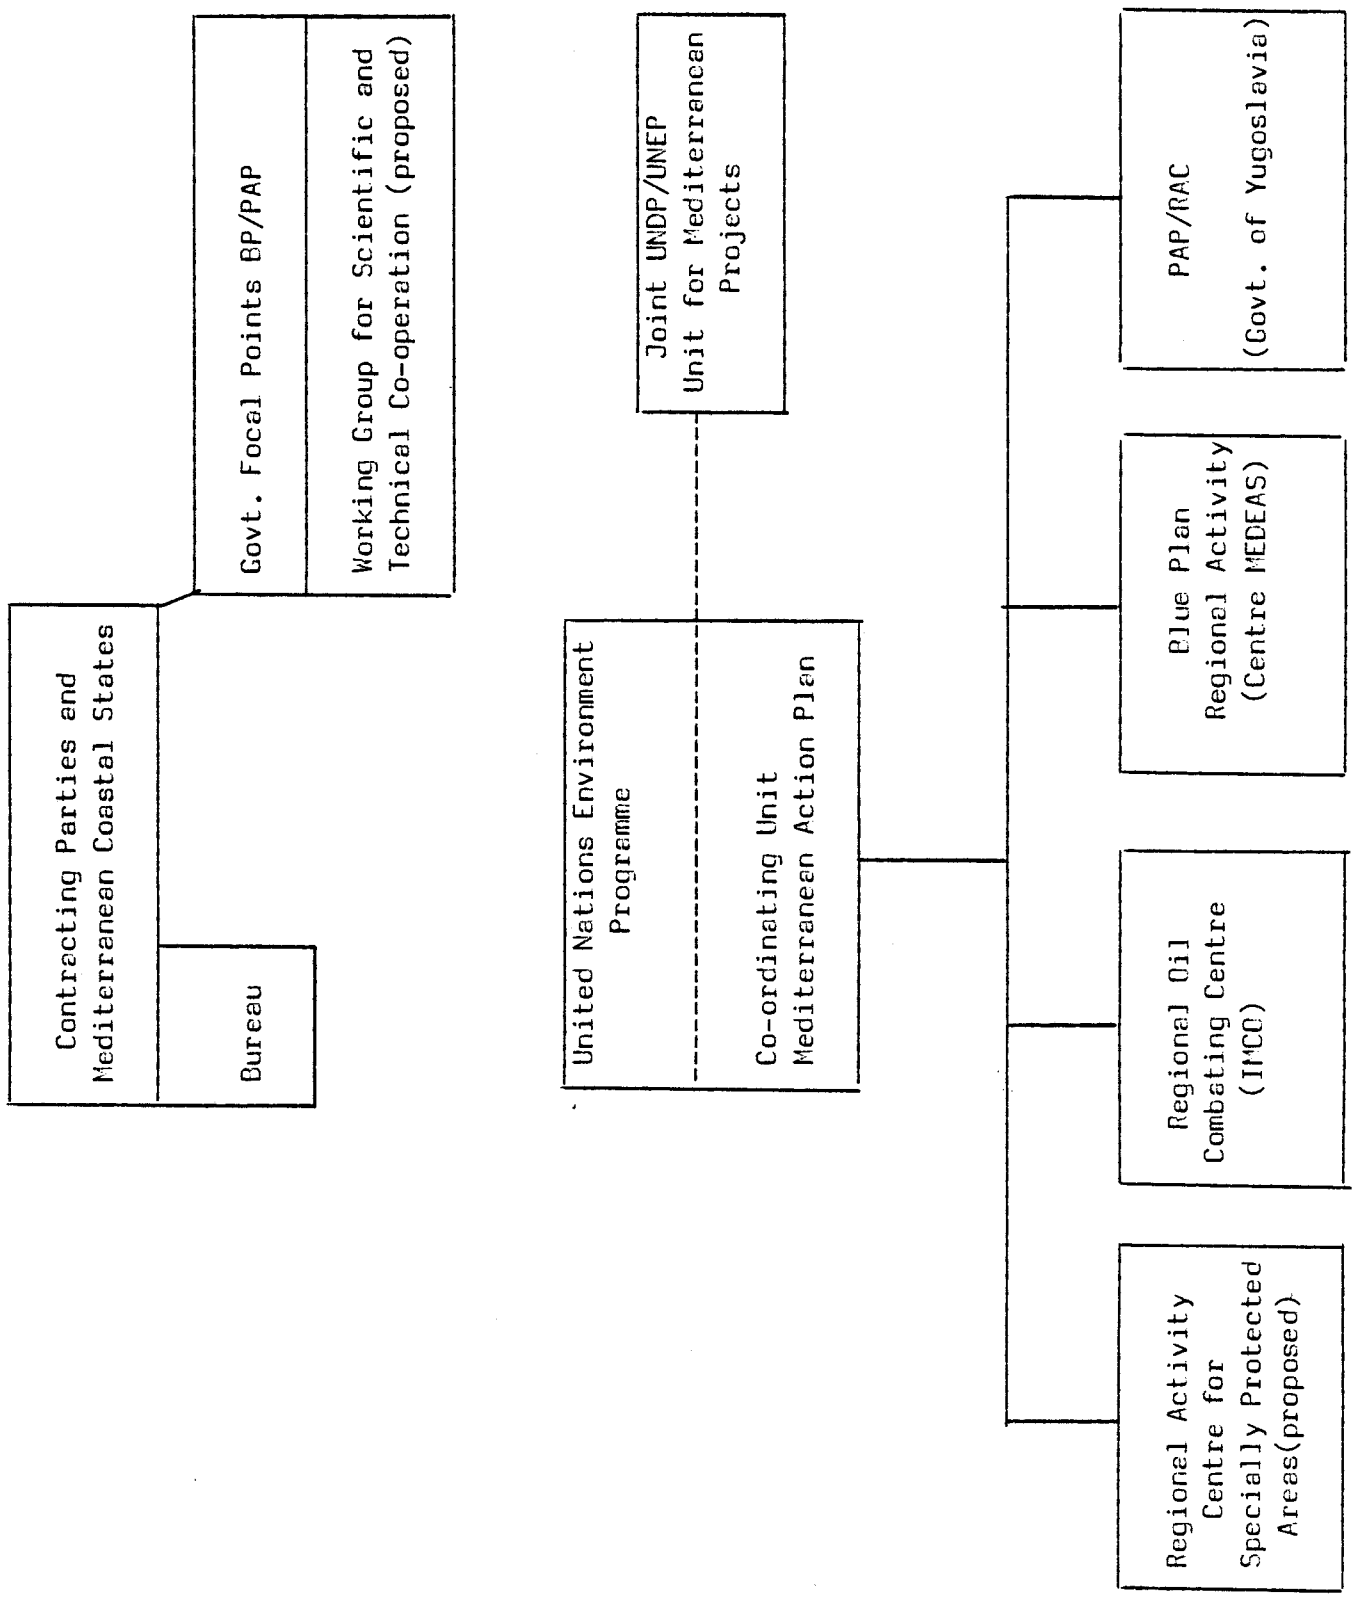 Contracting Parties and
Mediterranean Coastal States
Bureau
Govt. Focal Points BP/PAP
Working Group for Scientific and
Technical Co-operation (proposed)
United Nations Environment
Programme
Co-ordinating Unit
Mediterranean Action Plan
Joint UNDP/UNEP
Unit for Mediterranean
Projects
Regional Activity
Centre for
Specially Protected
Areas(proposed)
Regional Oil
Combating Centre
(IMCO)
Blue Plan
Regional Activity
(Centre MEDEAS)
PAP/RAC
(Govt. of Yugoslavia)